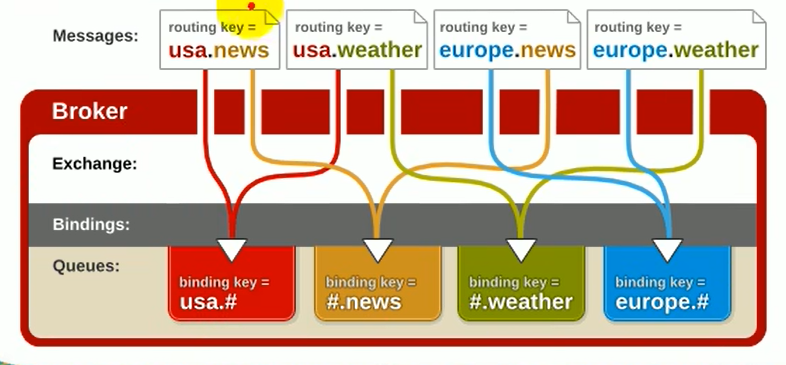 Messages:
routing key =
usa.news
routing key =
usa.weather
routing key =
europe.news
routing key =
europe.weather
Broker
Exchange:
Bindings:
Queues:
binding key =
usa.#
binding key =
#.news
binding key =
#.weather
binding key =
europe.#